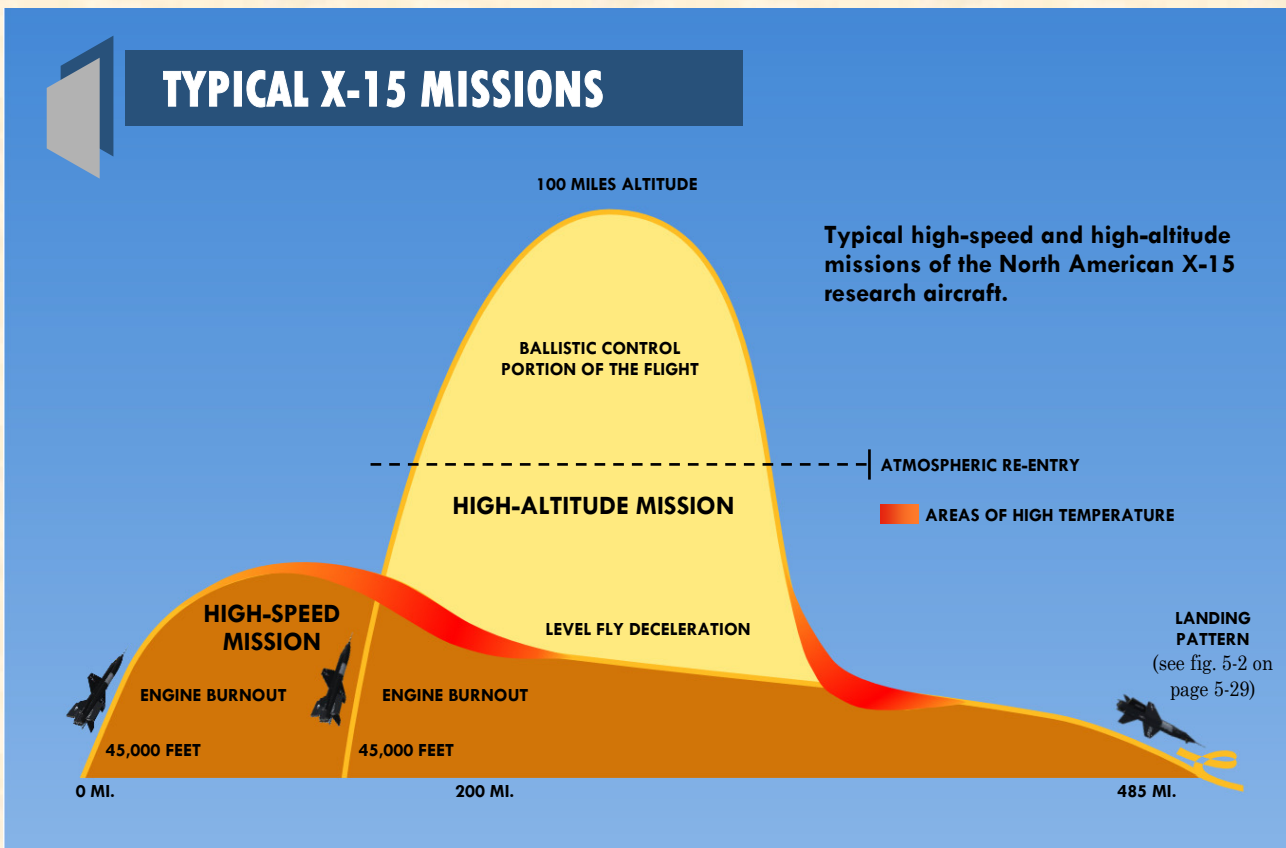 TYPICAL X-15 MISSIONS
100 MILES ALTITUDE
Typical high-speed and high-altitude
missions of the North American X-15
research aircraft.
BALLISTIC CONTROL
PORTION OF THE FLIGHT
ATMOSPHERIC RE-ENTRY
HIGH-ALTITUDE MISSION
AREAS OF HIGH TEMPERATURE
HIGH-SPEED
MISSION
LEVEL FLY DECELERATION
LANDING
PATTERN
(see fig. 5-2 on
page 5-29)
ENGINE BURNOUT
ENGINE BURNOUT
45,000 FEET
45,000 FEET
0 MI.
200 MI.
485 MI.